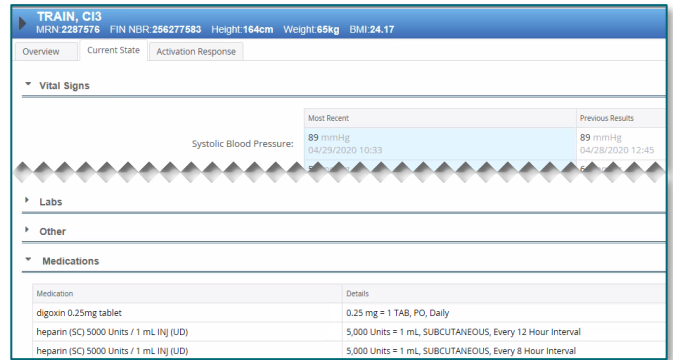 TRAIN, CI3
MRN:2287576 FIN NBR:256277583 Height:164cm Weight:65kg BMI:24.17
Overview Current State Activation Response
Vital Signs
Most Recent Previous Results
Systolic Blood Pressure: 89 mmHg 89 mmHg
04/29/2020 10:33 04/28/2020 12:45
Labs
Other
Medications
Medication Details
digoxin 0.25mg tablet 0.25 mg = 1 TAB, PO, Daily
heparin (SC) 5000 Units / 1 mL INJ (UD) 5,000 Units = 1 mL, SUBCUTANEOUS, Every 12 Hour Interval
heparin (SC) 5000 Units / 1 mL INJ (UD) 5,000 Units = 1 mL, SUBCUTANEOUS, Every 8 Hour Interval